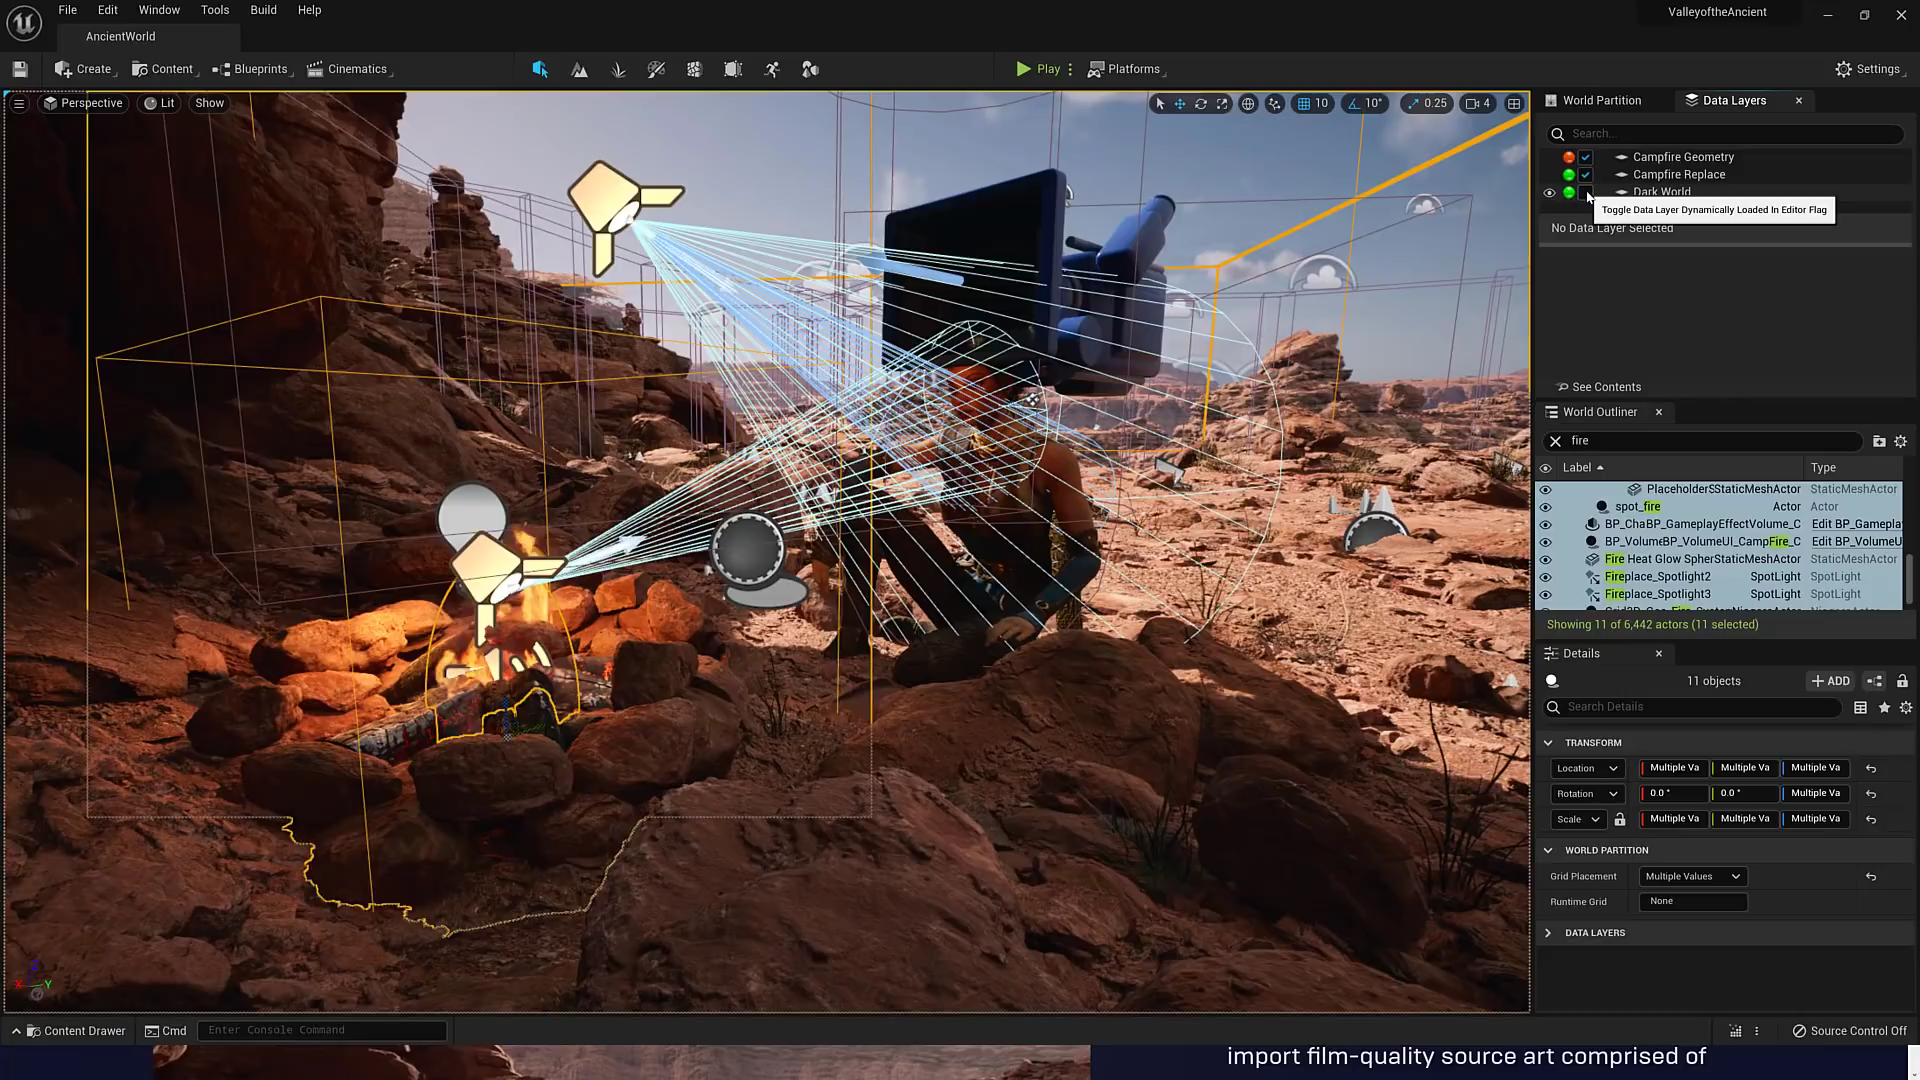 File Edit Window Tools Build Help
ValleyoftheAncient
AncientWorld
Create Content Blueprints Cinematics
Play Platforms
Settings
Perspective Lit Show
10 10° 0.25 4
World Partition Data Layers
Search...
Campfire Geometry
Campfire Replace
Dark World
Toggle Data Layer Dynamically Loaded In Editor Flag
No Data Layer Selected
See Contents
World Outliner
fire
Label Type
PlaceholderSStaticMeshActor StaticMeshActor
spot_fire Actor Actor
BP_ChaBP_GameplayEffectVolume_C Edit BP_Gamepla
BP_VolumeBP_VolumeUI_CampFire_C Edit BP_VolumeU
Fire Heat Glow SpherStaticMeshActor StaticMeshActor
Fireplace_Spotlight2 SpotLight SpotLight
Fireplace_Spotlight3 SpotLight SpotLight
Showing 11 of 6,442 actors (11 selected)
Details
11 objects ADD
Search Details
TRANSFORM
Location Multiple Va Multiple Va Multiple Va
Rotation 0.0 ° 0.0 ° Multiple Va
Scale Multiple Va Multiple Va Multiple Va
WORLD PARTITION
Grid Placement Multiple Values
Runtime Grid None
DATA LAYERS
Z
X Y
Content Drawer Cmd Enter Console Command
Source Control Off
import film-quality source art comprised of